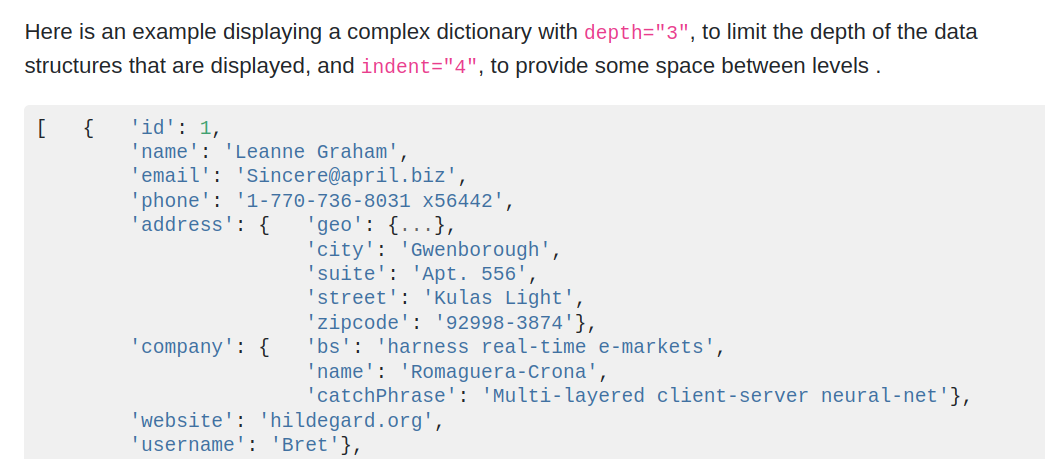 Here is an example displaying a complex dictionary with depth="3", to limit the depth of the data
structures that are displayed, and indent="4", to provide some space between levels .
[   {   'id': 1,
        'name': 'Leanne Graham',
        'email': 'Sincere@april.biz',
        'phone': '1-770-736-8031 x56442',
        'address': {   'geo': {...},
                       'city': 'Gwenborough',
                       'suite': 'Apt. 556',
                       'street': 'Kulas Light',
                       'zipcode': '92998-3874'},
        'company': {   'bs': 'harness real-time e-markets',
                       'name': 'Romaguera-Crona',
                       'catchPhrase': 'Multi-layered client-server neural-net'},
        'website': 'hildegard.org',
        'username': 'Bret'},